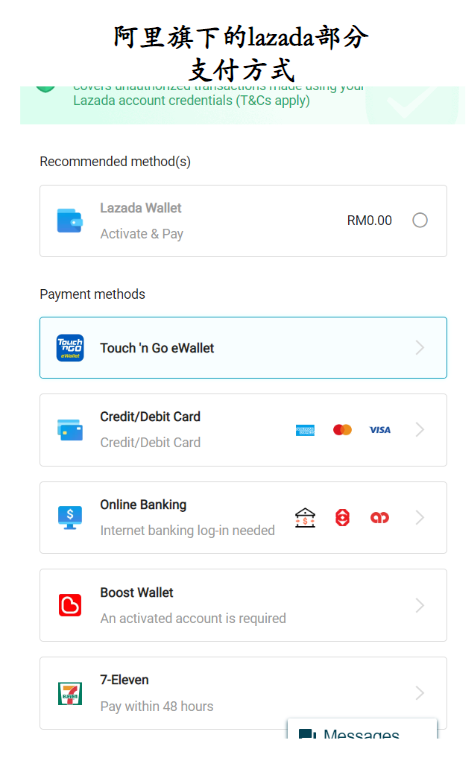 阿里旗下的lazada部分
支付方式
covers unauthorized transactions made using your
Lazada account credentials (T&Cs apply)
Recommended method(s)
Lazada Wallet
Activate & Pay
RM0.00
Payment methods
Touch 'n GO eWallet
Touch 'n Go eWallet
Credit/Debit Card
Credit/Debit Card
VISA
Online Banking
Internet banking log-in needed
Boost Wallet
An activated account is required
7-Eleven
Pay within 48 hours
Messages